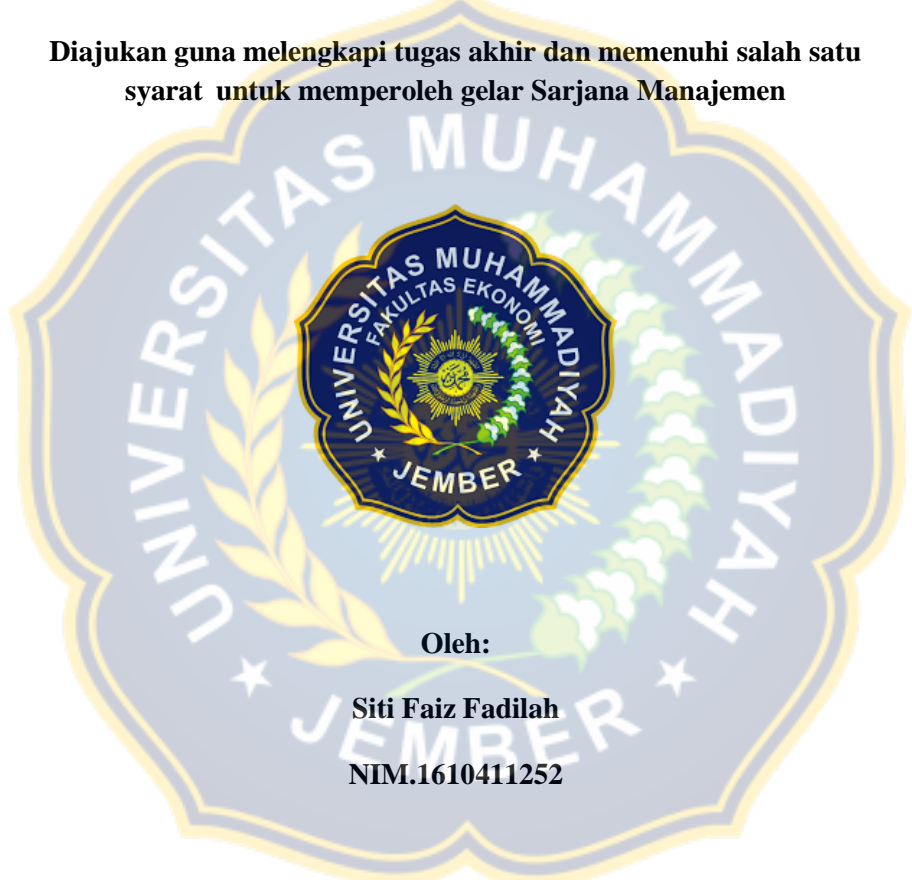 Diajukan guna melengkapi tugas akhir dan memenuhi salah satu
syarat untuk memperoleh gelar Sarjana Manajemen
UNIVERSITAS MUHAMMADIYAH
FAKULTAS EKONOMI
JEMBER
UNIVERSITAS MUHAMMADIYAH
JEMBER
Oleh:
Siti Faiz Fadilah
NIM.1610411252